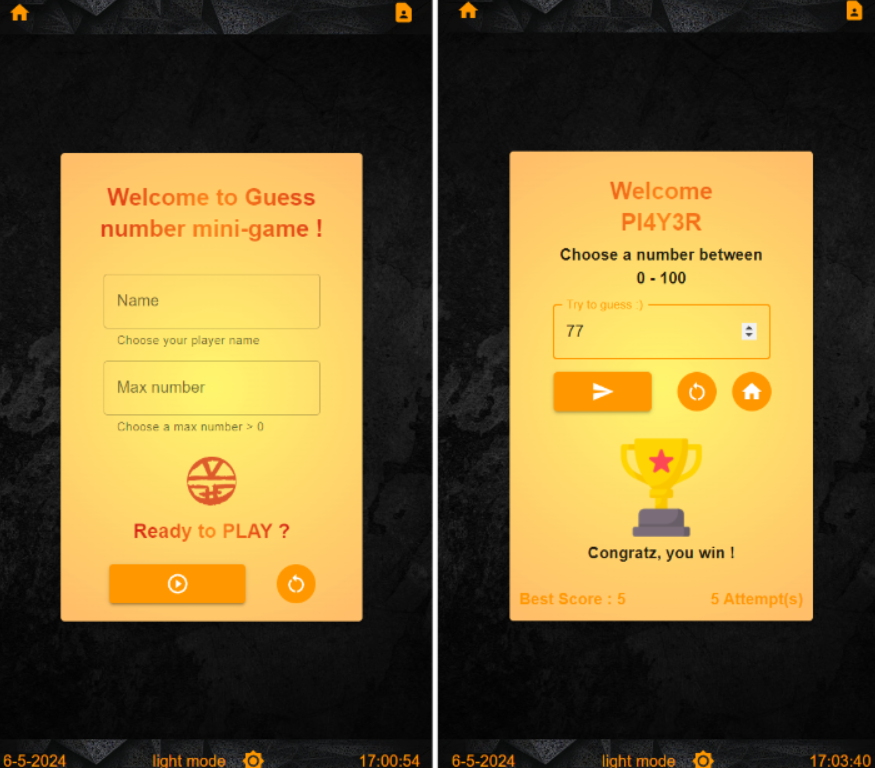 Welcome to Guess
number mini-game !
Name
Choose your player name
Max number
Choose a max number > 0
Ready to PLAY ?
6-5-2024 light mode 17:00:54
Welcome
Pl4Y3R
Choose a number between
0 - 100
Try to guess :)
77
Congratz, you win !
Best Score : 5 5 Attempt(s)
6-5-2024 light mode 17:03:40